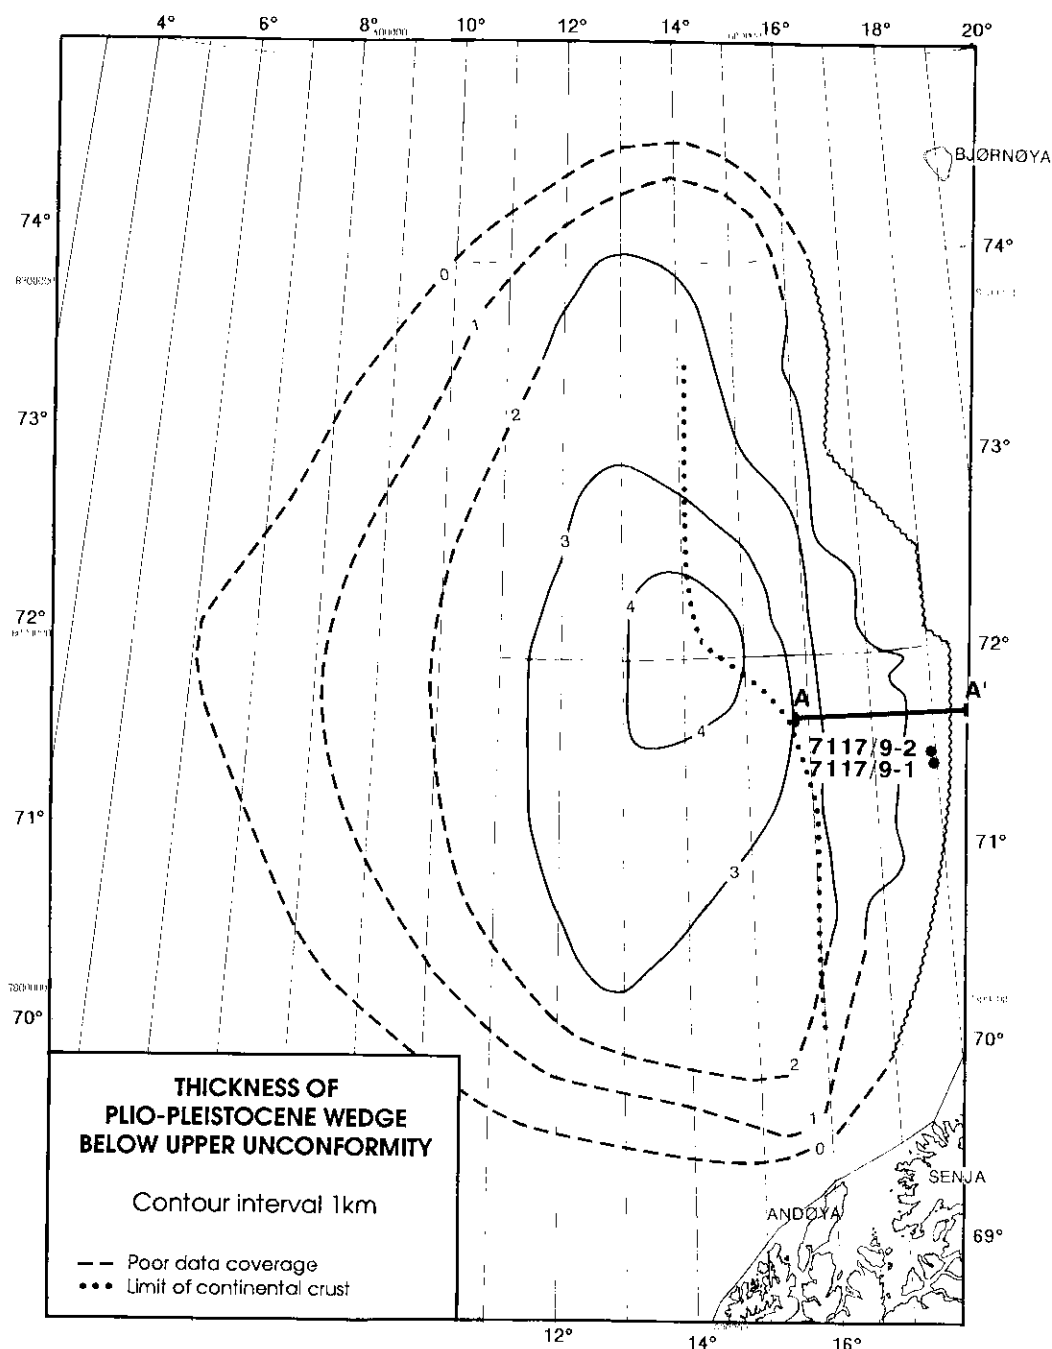 4° 6° 8° 10° 12° 14° 16° 18° 20°
BJØRNØYA
74° 74°
0
1
73° 2 73°
3
4
72° 72°
A A'
4
7117/9-2
7117/9-1
71° 71°
3
70° 70°
2
1
0
THICKNESS OF
PLIO-PLEISTOCENE WEDGE
BELOW UPPER UNCONFORMITY
Contour interval 1km
Poor data coverage
Limit of continental crust
SENJA
ANDØYA
69°
12° 14° 16°